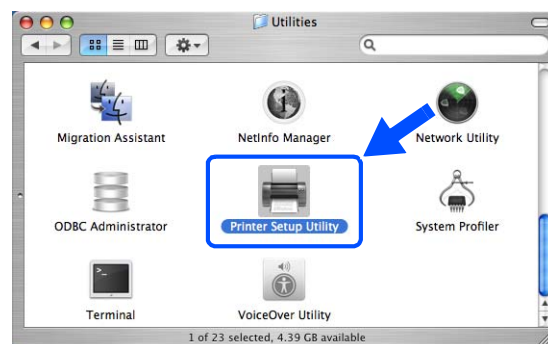 Utilities
Migration Assistant
NetInfo Manager
Network Utility
ODBC Administrator
Printer Setup Utility
System Profiler
Terminal
VoiceOver Utility
1 of 23 selected, 4.39 GB available